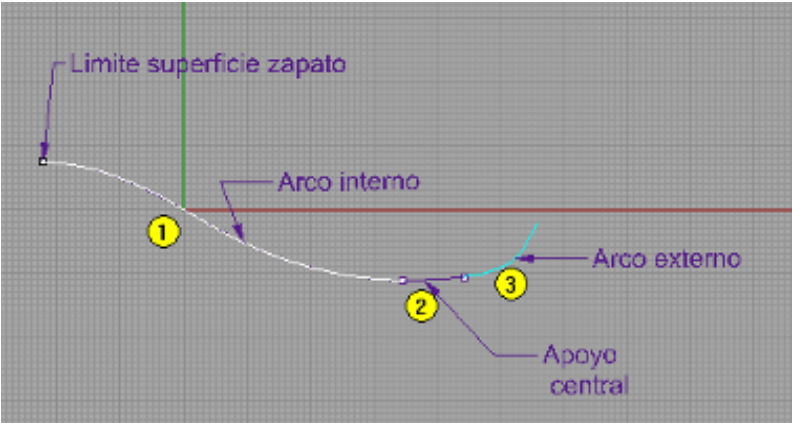 Limite superficie zapato
Arco interno
1
Arco externo
3
2
Apoyo
central